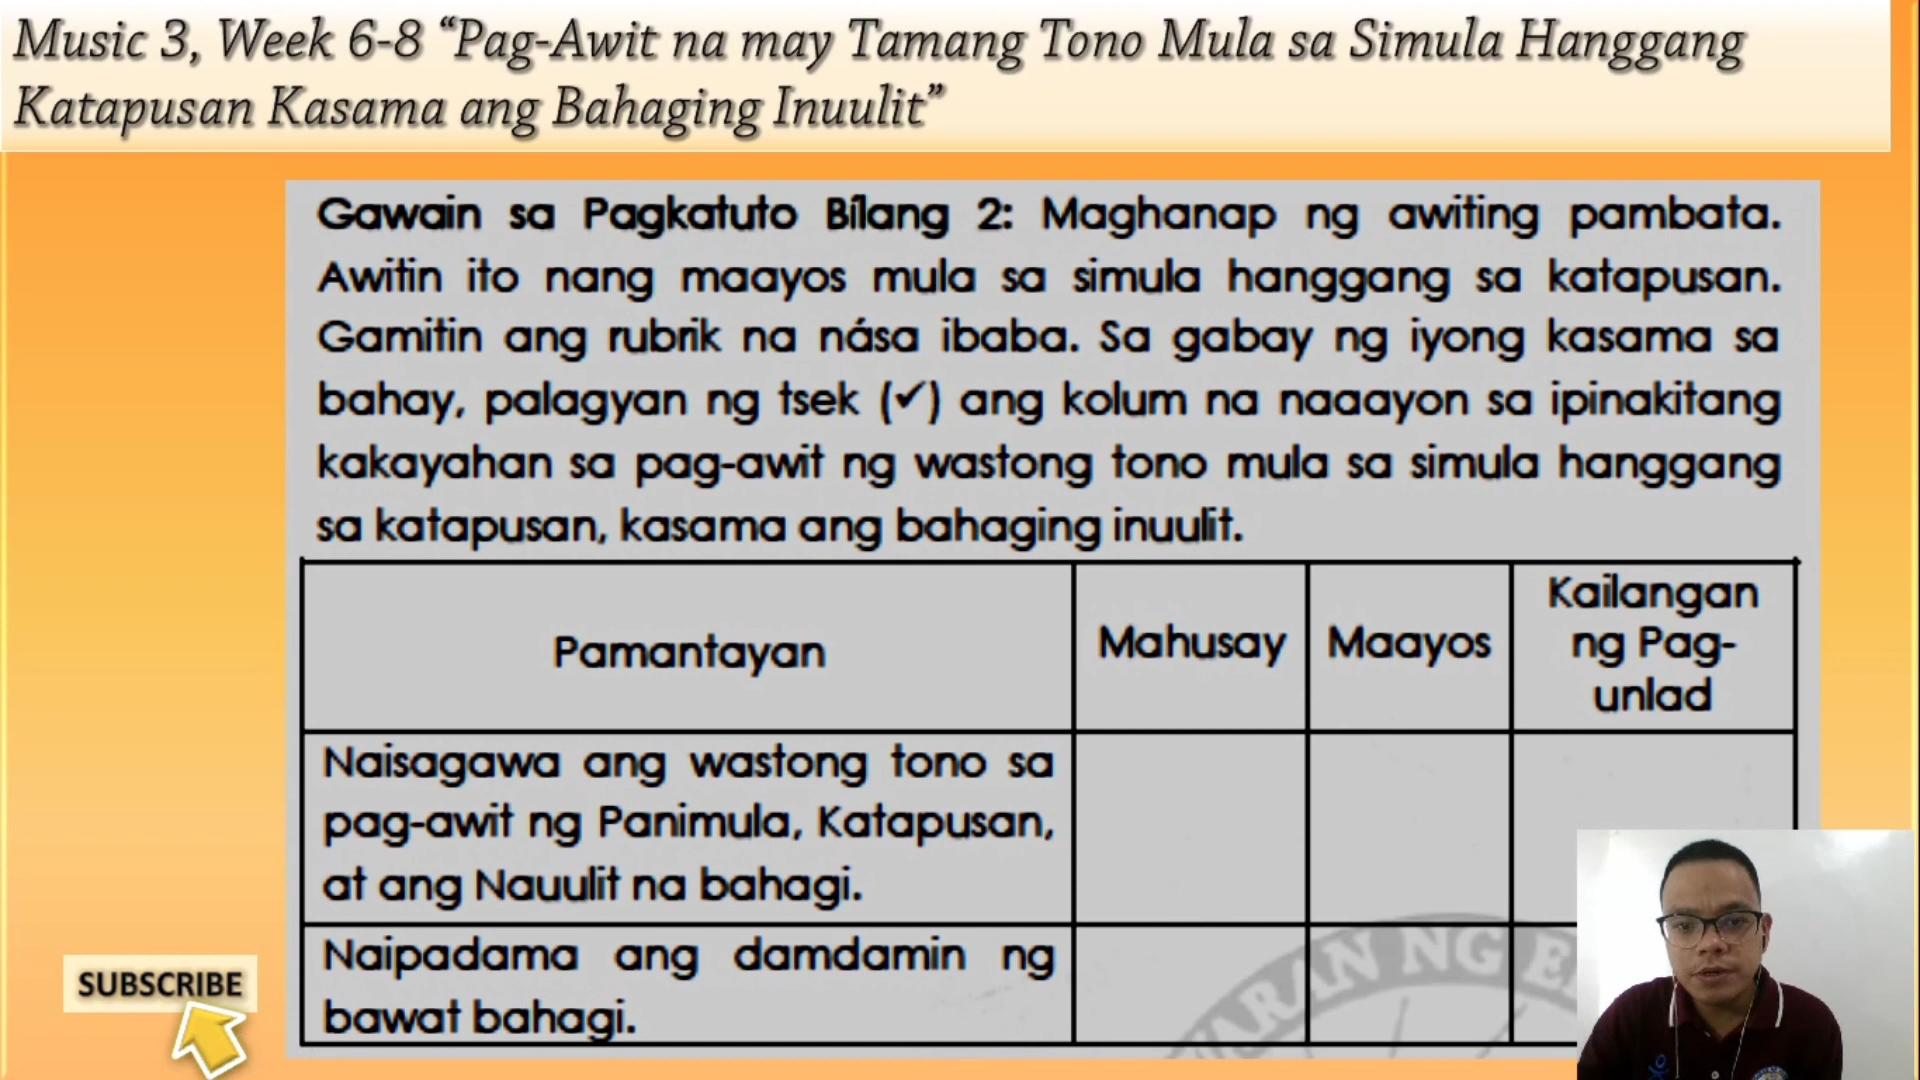 Music 3, Week 6-8 “Pag-Awit na may Tamang Tono Mula sa Simula Hanggang
Katapusan Kasama ang Bahaging Inuulit”
Gawain sa Pagkatuto Bílang 2: Maghanap ng awiting pambata.
Awitin ito nang maayos mula sa simula hanggang sa katapusan.
Gamitin ang rubrik na nása ibaba. Sa gabay ng iyong kasama sa
bahay, palagyan ng tsek (✓) ang kolum na naaayon sa ipinakitang
kakayahan sa pag-awit ng wastong tono mula sa simula hanggang
sa katapusan, kasama ang bahaging inuulit.
Pamantayan
Mahusay
Maayos
Kailangan
ng Pag-
unlad
Naisagawa ang wastong tono sa
pag-awit ng Panimula, Katapusan,
at ang Nauulit na bahagi.
Naipadama ang damdamin ng
bawat bahagi.
NG
SUBSCRIBE